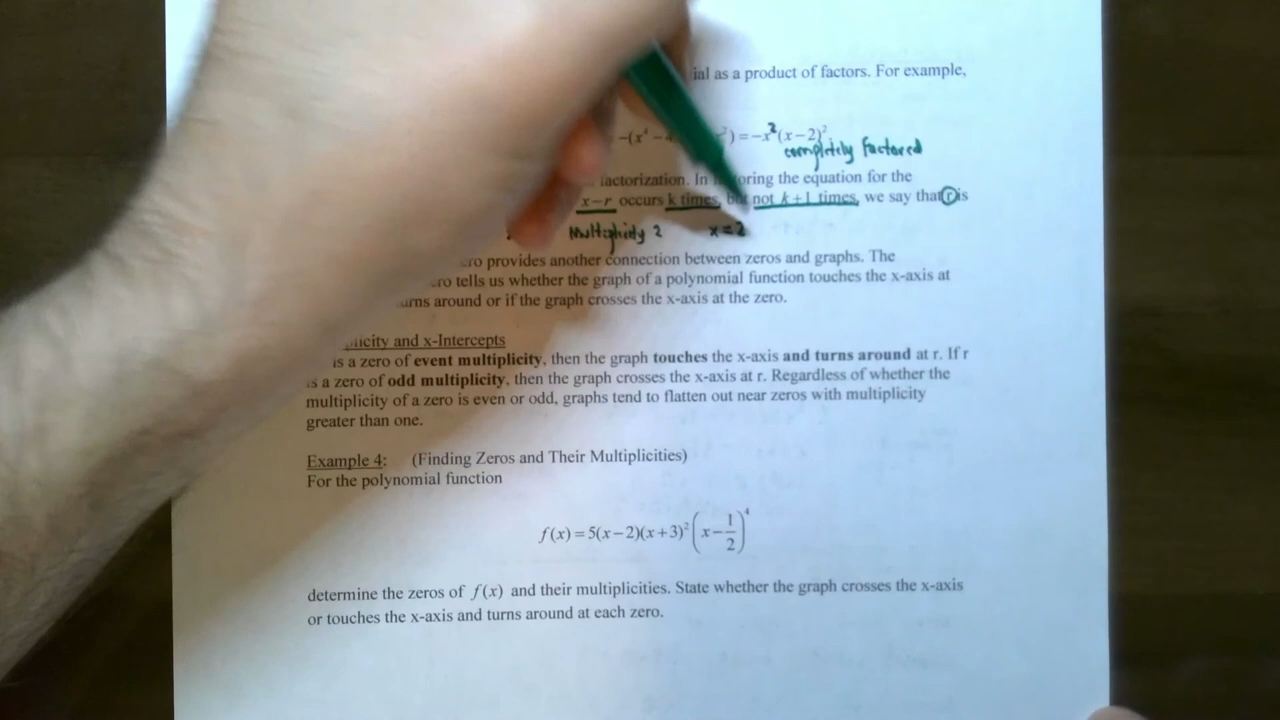 ial as a product of factors. For example,
−(x⁴ − 4 ²) = −x²(x−2)²
completely factored
factorization. In oring the equation for the
x−r occurs k times, but not k+1 times, we say that r is
Multiplicity 2 x=2
ro provides another connection between zeros and graphs. The
ro tells us whether the graph of a polynomial function touches the x-axis at
urns around or if the graph crosses the x-axis at the zero.
licity and x-Intercepts
is a zero of event multiplicity, then the graph touches the x-axis and turns around at r. If r
is a zero of odd multiplicity, then the graph crosses the x-axis at r. Regardless of whether the
multiplicity of a zero is even or odd, graphs tend to flatten out near zeros with multiplicity
greater than one.
Example 4: (Finding Zeros and Their Multiplicities)
For the polynomial function
f(x) = 5(x−2)(x+3)²(x−1/2)⁴
determine the zeros of f(x) and their multiplicities. State whether the graph crosses the x-axis
or touches the x-axis and turns around at each zero.